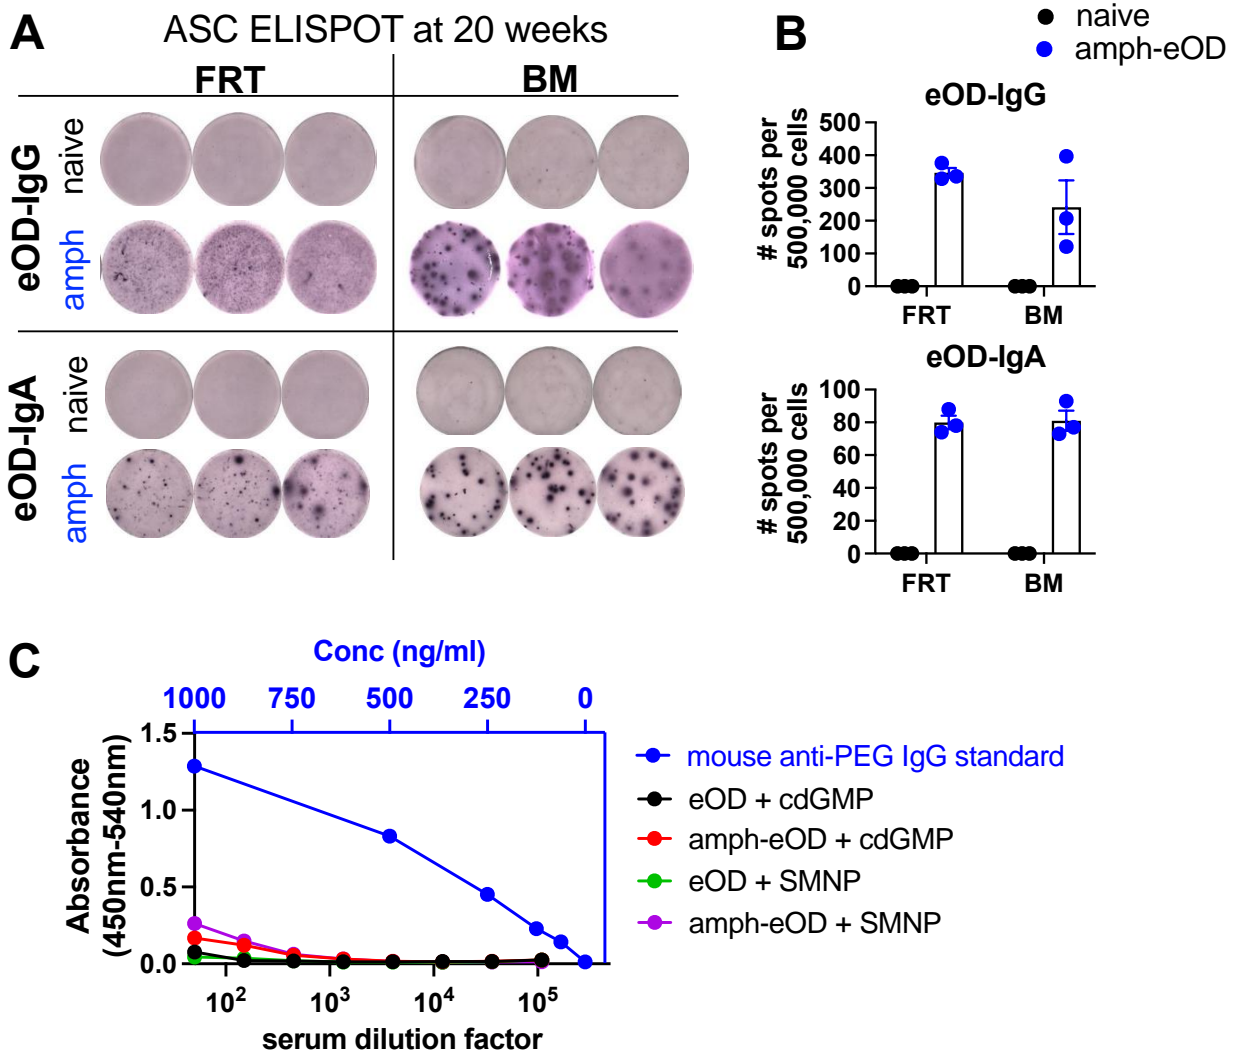 A
ASC ELISPOT at 20 weeks
FRT
BM
eOD-IgG
naive
amph
eOD-IgA
naive
amph
B
naive
amph-eOD
eOD-IgG
# spots per
500,000 cells
500
400
300
200
100
0
FRT
BM
eOD-IgA
# spots per
500,000 cells
100
80
60
40
20
0
FRT
BM
C
Conc (ng/ml)
1000 750 500 250 0
Absorbance
(450nm-540nm)
1.5
1.0
0.5
0.0
10² 10³ 10⁴ 10⁵
serum dilution factor
mouse anti-PEG IgG standard
eOD + cdGMP
amph-eOD + cdGMP
eOD + SMNP
amph-eOD + SMNP